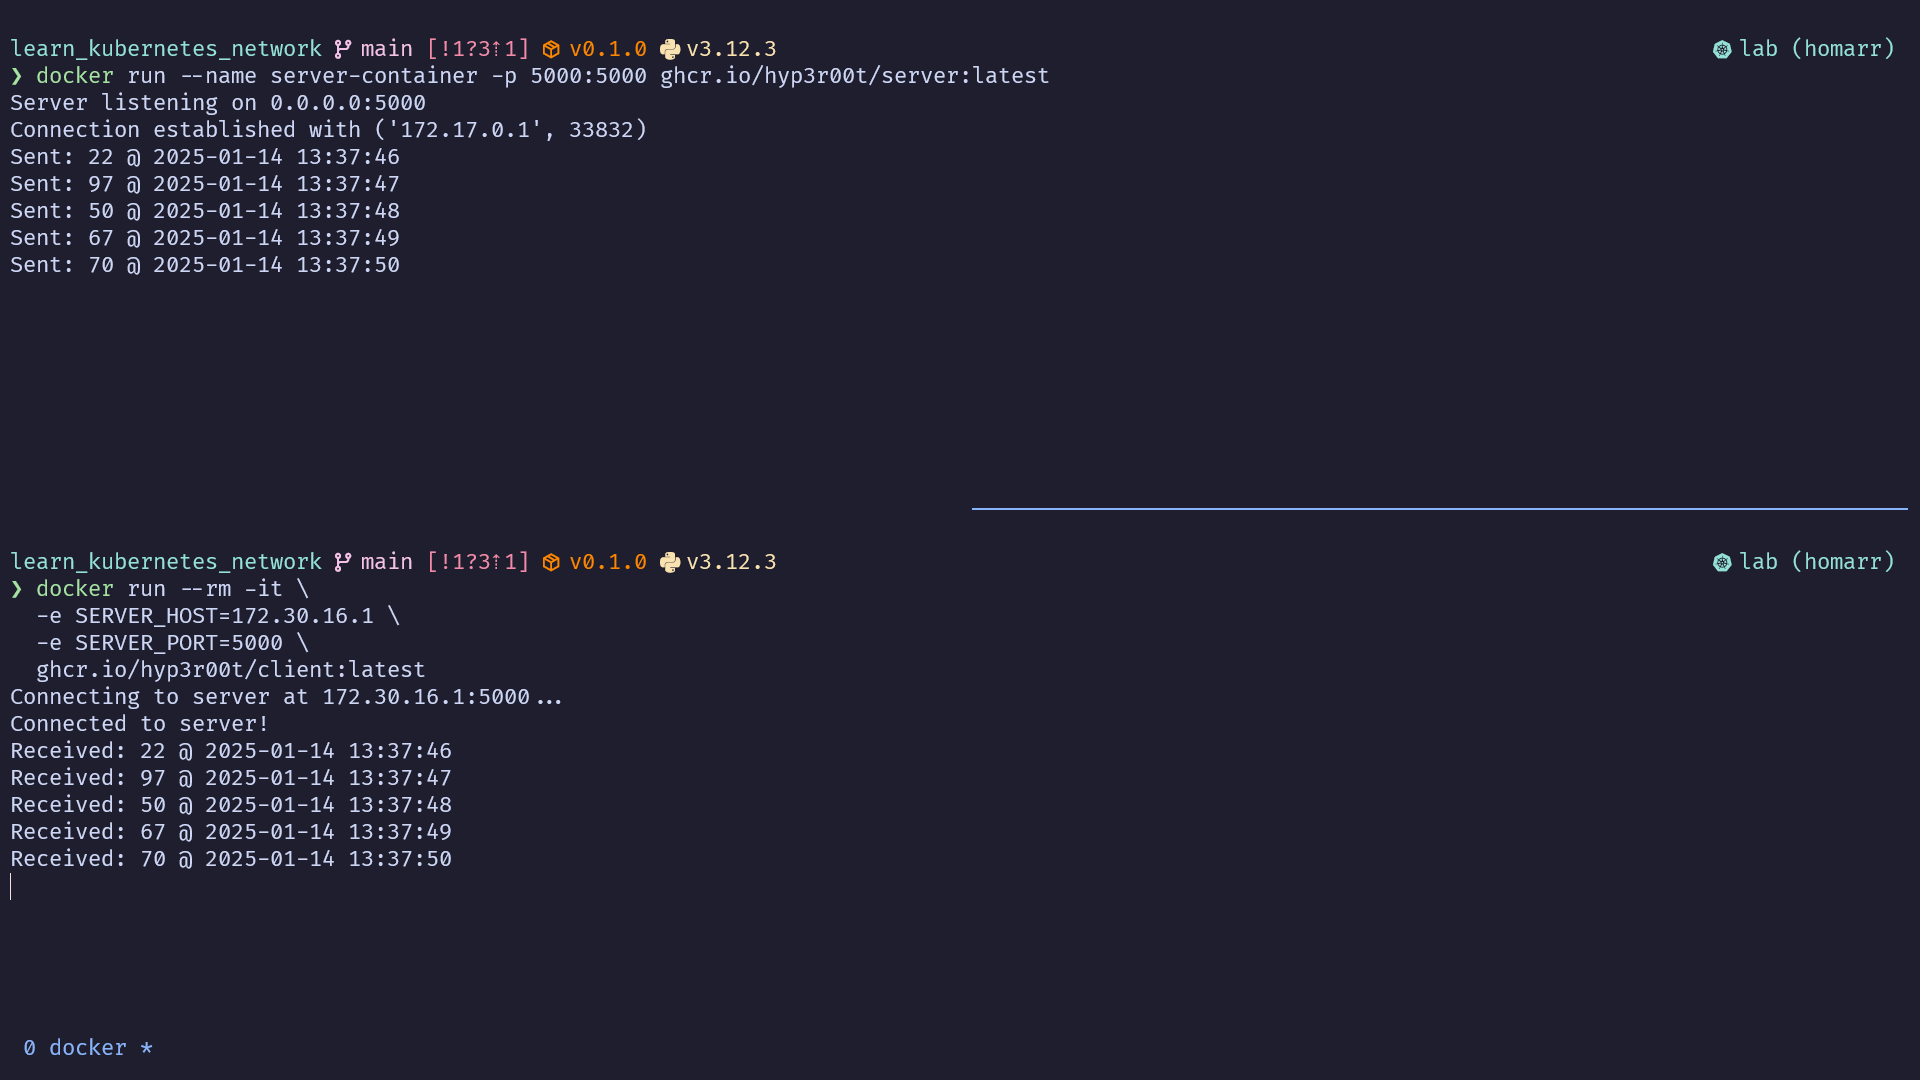 learn_kubernetes_network main [!1?3⇡1] v0.1.0 v3.12.3 lab (homarr)
❯ docker run --name server-container -p 5000:5000 ghcr.io/hyp3r00t/server:latest
Server listening on 0.0.0.0:5000
Connection established with ('172.17.0.1', 33832)
Sent: 22 @ 2025-01-14 13:37:46
Sent: 97 @ 2025-01-14 13:37:47
Sent: 50 @ 2025-01-14 13:37:48
Sent: 67 @ 2025-01-14 13:37:49
Sent: 70 @ 2025-01-14 13:37:50
learn_kubernetes_network main [!1?3⇡1] v0.1.0 v3.12.3 lab (homarr)
❯ docker run --rm -it \
-e SERVER_HOST=172.30.16.1 \
-e SERVER_PORT=5000 \
ghcr.io/hyp3r00t/client:latest
Connecting to server at 172.30.16.1:5000...
Connected to server!
Received: 22 @ 2025-01-14 13:37:46
Received: 97 @ 2025-01-14 13:37:47
Received: 50 @ 2025-01-14 13:37:48
Received: 67 @ 2025-01-14 13:37:49
Received: 70 @ 2025-01-14 13:37:50
0 docker *